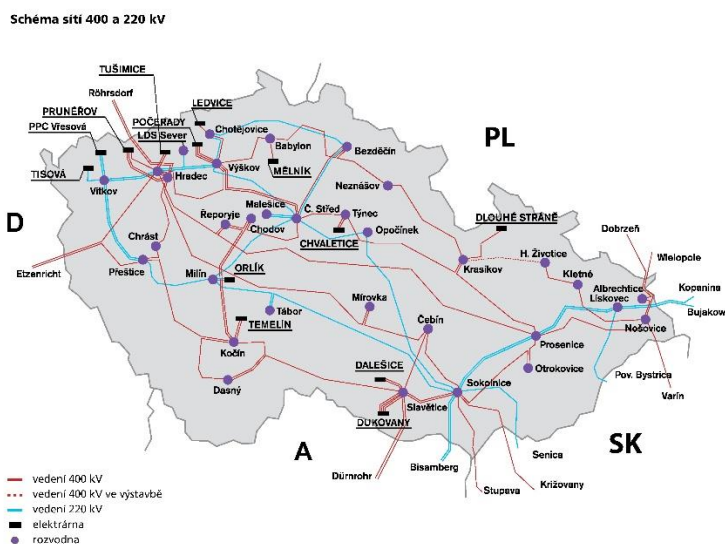 Schéma sítí 400 a 220 kV
TUŠIMICE
Röhrsdorf
LEDVICE
PRUNÉŘOV
POČERADY
Chotějovice
PPC Vřesová
LDS Sever
Babylon
PL
Bezděčín
TISOVÁ
Vítkov
Hradec
Výškov
MĚLNÍK
Neznášov
D
Malešice
Č. Střed
Týnec
DLOUHÉ STRÁNĚ
Řeporyje
Chodov
Dobrzeń
Chrást
CHVALETICE
Opočínek
Wielopole
Krasíkov
H. Životice
Etzenricht
Přeštice
Milín
ORLÍK
Kletné
Albrechtice
Kopanina
Lískovec
Mírovka
Bujakow
Tábor
Čebín
Nošovice
TEMELÍN
Prosenice
Kočín
DALEŠICE
Sokolnice
Otrokovice
Dasný
Pov. Bystrica
Varín
Slavětice
DUKOVANY
A
SK
Senica
Bisamberg
Dürnrohr
Stupava
Križovany
vedení 400 kV
vedení 400 kV ve výstavbě
vedení 220 kV
elektrárna
rozvodna